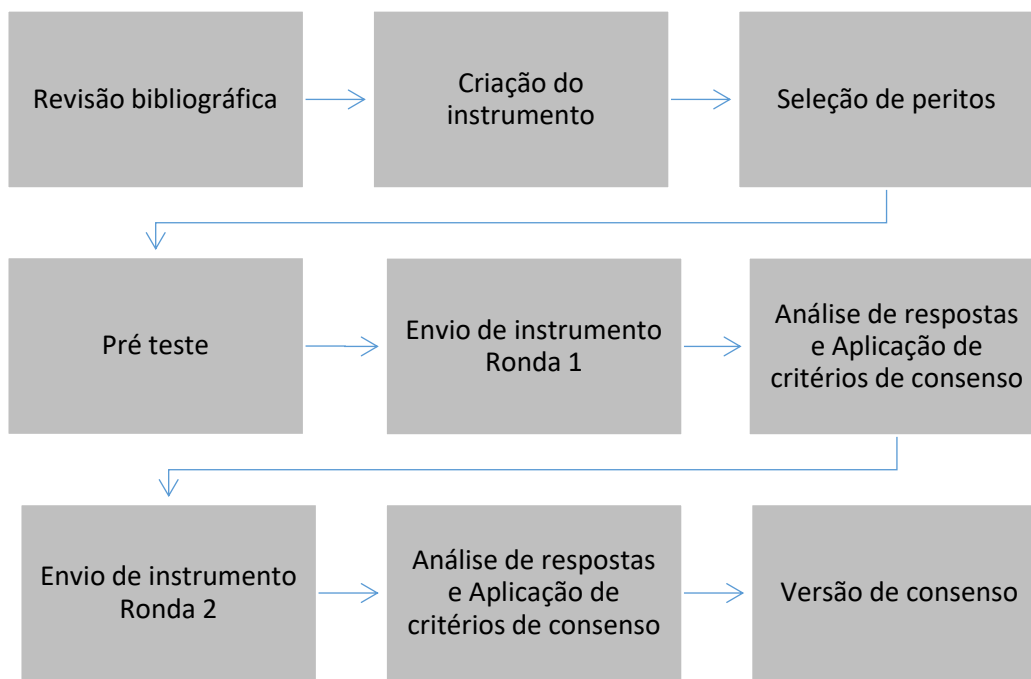 Revisão bibliográfica
Criação do
instrumento
Seleção de peritos
Pré teste
Envio de instrumento
Ronda 1
Análise de respostas
e Aplicação de
critérios de consenso
Envio de instrumento
Ronda 2
Análise de respostas
e Aplicação de
critérios de consenso
Versão de consenso